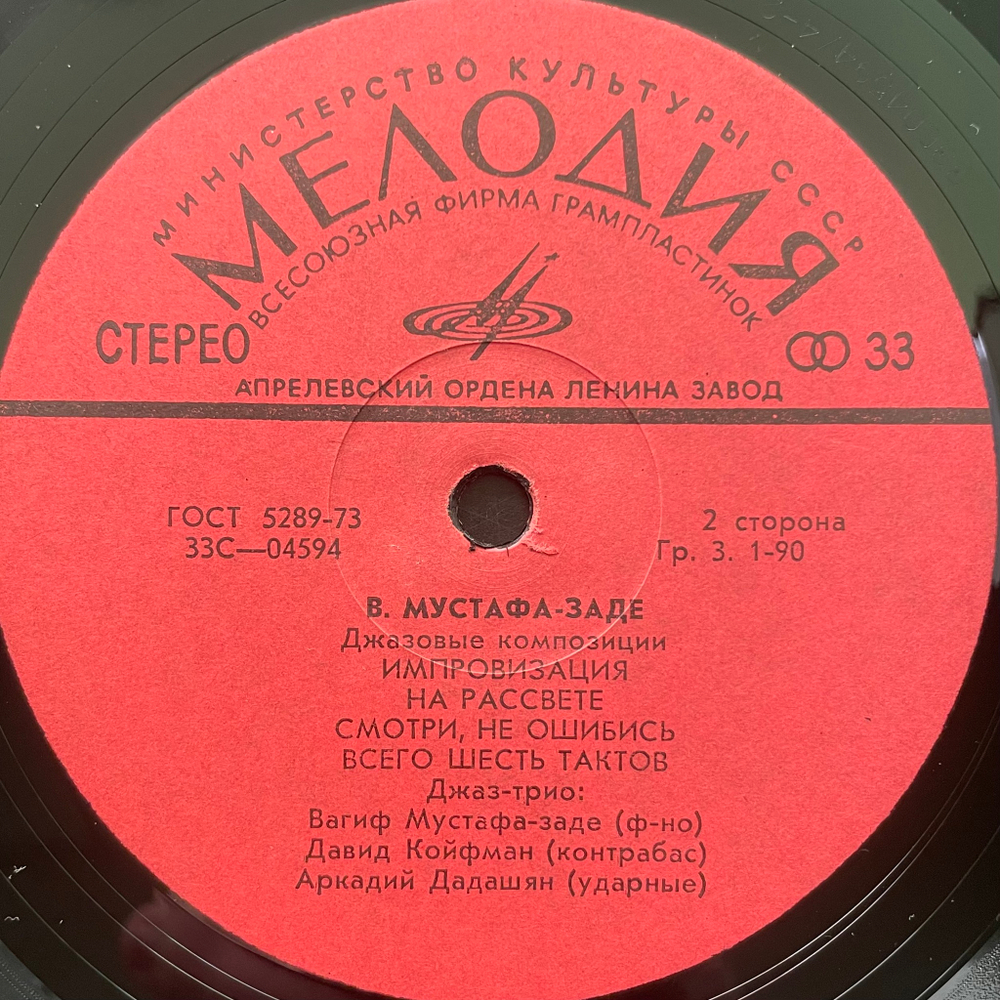 МИНИСТЕРСТВО КУЛЬТУРЫ СССР
МЕЛОДИЯ
ВСЕСОЮЗНАЯ ФИРМА ГРАМПЛАСТИНОК
СТЕРЕО
33
АПРЕЛЕВСКИЙ ОРДЕНА ЛЕНИНА ЗАВОД
ГОСТ 5289-73
33С—04594
2 сторона
Гр. 3. 1-90
В. МУСТАФА-ЗАДЕ
Джазовые композиции
ИМПРОВИЗАЦИЯ
НА РАССВЕТЕ
СМОТРИ, НЕ ОШИБИСЬ
ВСЕГО ШЕСТЬ ТАКТОВ
Джаз-трио:
Вагиф Мустафа-заде (ф-но)
Давид Койфман (контрабас)
Аркадий Дадашян (ударные)